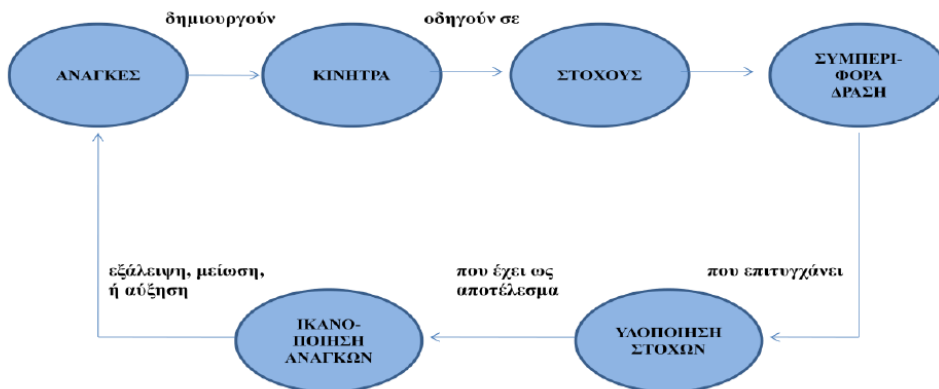 δημιουργούν
οδηγούν σε
ΑΝΑΓΚΕΣ
ΚΙΝΗΤΡΑ
ΣΤΟΧΟΥΣ
ΣΥΜΠΕΡΙ-
ΦΟΡΑ
ΔΡΑΣΗ
που επιτυγχάνει
ΥΛΟΠΟΙΗΣΗ
ΣΤΟΧΩΝ
που έχει ως
αποτέλεσμα
ΙΚΑΝΟ-
ΠΟΙΗΣΗ
ΑΝΑΓΚΩΝ
εξάλειψη, μείωση,
ή αύξηση